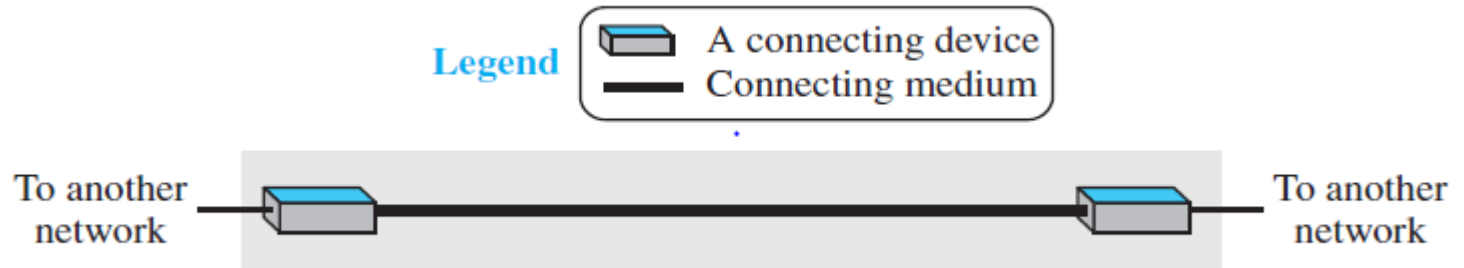 Legend
A connecting device
Connecting medium
To another
network
To another
network